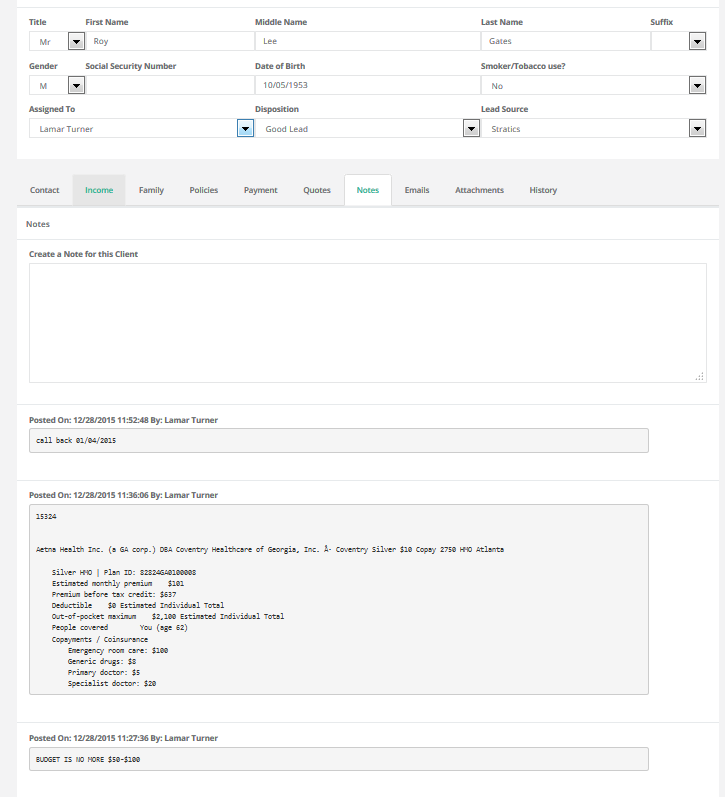 Title First Name Middle Name Last Name Suffix
Mr Roy Lee Gates
Gender Social Security Number Date of Birth Smoker/Tobacco use?
M 10/05/1953 No
Assigned To Disposition Lead Source
Lamar Turner Good Lead Stratics
Contact Income Family Policies Payment Quotes Notes Emails Attachments History
Notes
Create a Note for this Client
Posted On: 12/28/2015 11:52:48 By: Lamar Turner
call back 01/04/2015
Posted On: 12/28/2015 11:36:06 By: Lamar Turner
15324
Aetna Health Inc. (a GA corp.) DBA Coventry Healthcare of Georgia, Inc. Â- Coventry Silver $10 Copay 2750 HMO Atlanta
Silver HMO | Plan ID: 82824GA0100008
Estimated monthly premium $101
Premium before tax credit: $637
Deductible $0 Estimated Individual Total
Out-of-pocket maximum $2,100 Estimated Individual Total
People covered You (age 62)
Copayments / Coinsurance
Emergency room care: $100
Generic drugs: $8
Primary doctor: $5
Specialist doctor: $20
Posted On: 12/28/2015 11:27:36 By: Lamar Turner
BUDGET IS NO MORE $50-$100